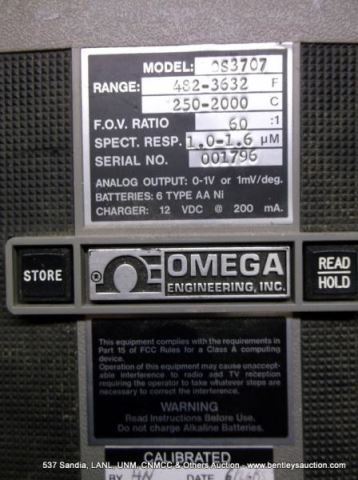 MODEL: OS3707
RANGE: 482-3632 F
250-2000 C
F.O.V. RATIO 60 :1
SPECT. RESP. 1.0-1.6 µM
SERIAL NO. 001796
ANALOG OUTPUT: 0-1V or 1mV/deg.
BATTERIES: 6 TYPE AA Ni
CHARGER: 12 VDC @ 200 mA.
STORE
OMEGA
ENGINEERING, INC.
READ
HOLD
This equipment complies with the requirements in
Part 15 of FCC Rules for a Class A computing
device.
Operation of this equipment may cause unaccept-
able interference to radio and TV reception
requiring the operator to take whatever steps are
necessary to correct the interference.
WARNING
Read Instructions Before Use.
Do not charge Alkaline Batteries.
CALIBRATED
BY DATE
537 Sandia, LANL, UNM, CNMCC & Others Auction - www.bentleysauction.com